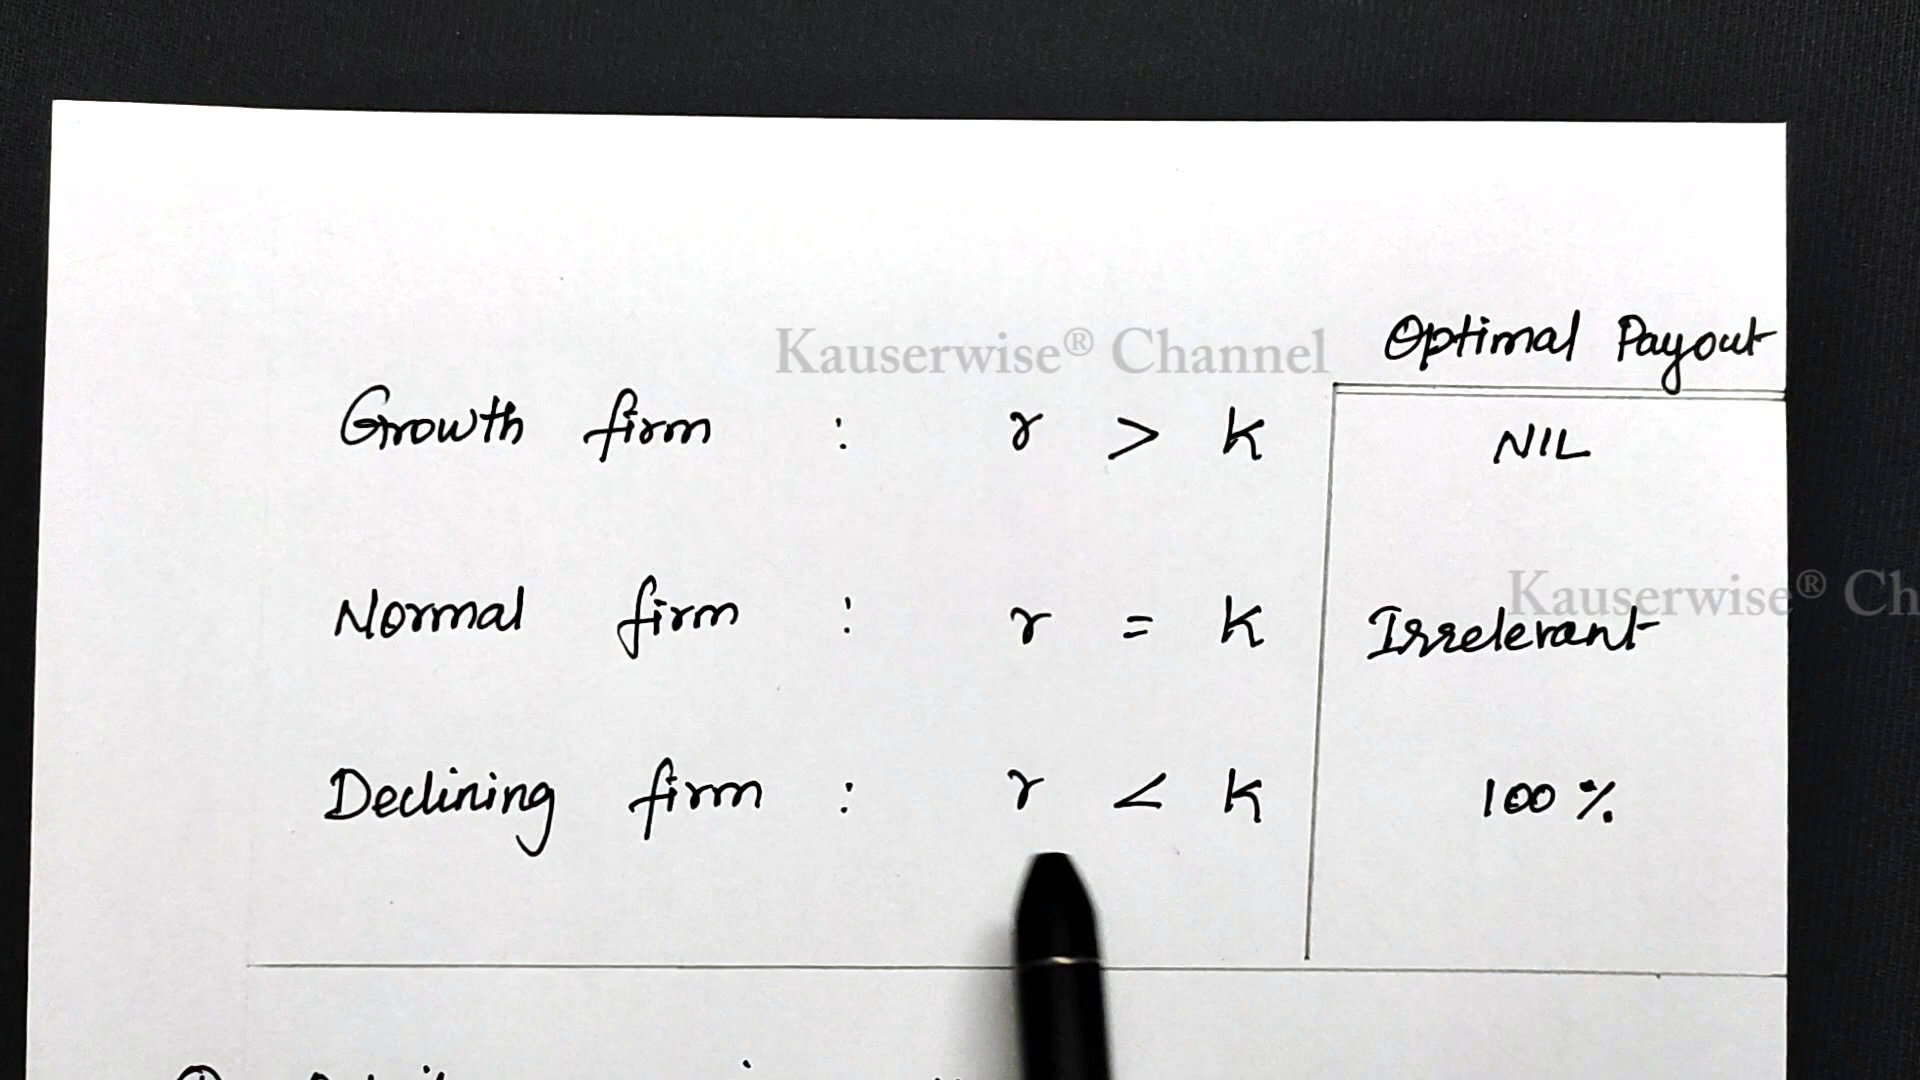 Kauserwise® Channel
Optimal Payout
Growth firm : r > K NIL
Kauserwise® Ch
Normal firm : r = K Irrelevant
Declining firm : r < K 100 %